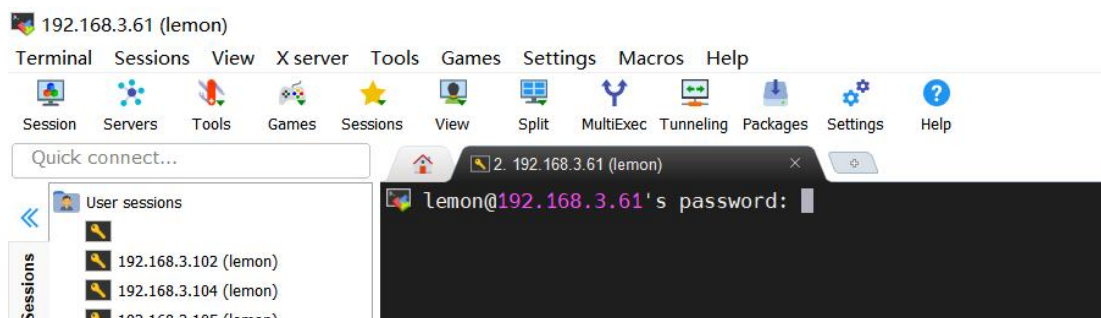 192.168.3.61 (lemon)
Terminal Sessions View X server Tools Games Settings Macros Help
Session Servers Tools Games Sessions View Split MultiExec Tunneling Packages Settings Help
Quick connect...
2. 192.168.3.61 (lemon)
User sessions
lemon@192.168.3.61's password:
192.168.3.102 (lemon)
192.168.3.104 (lemon)
Sessions